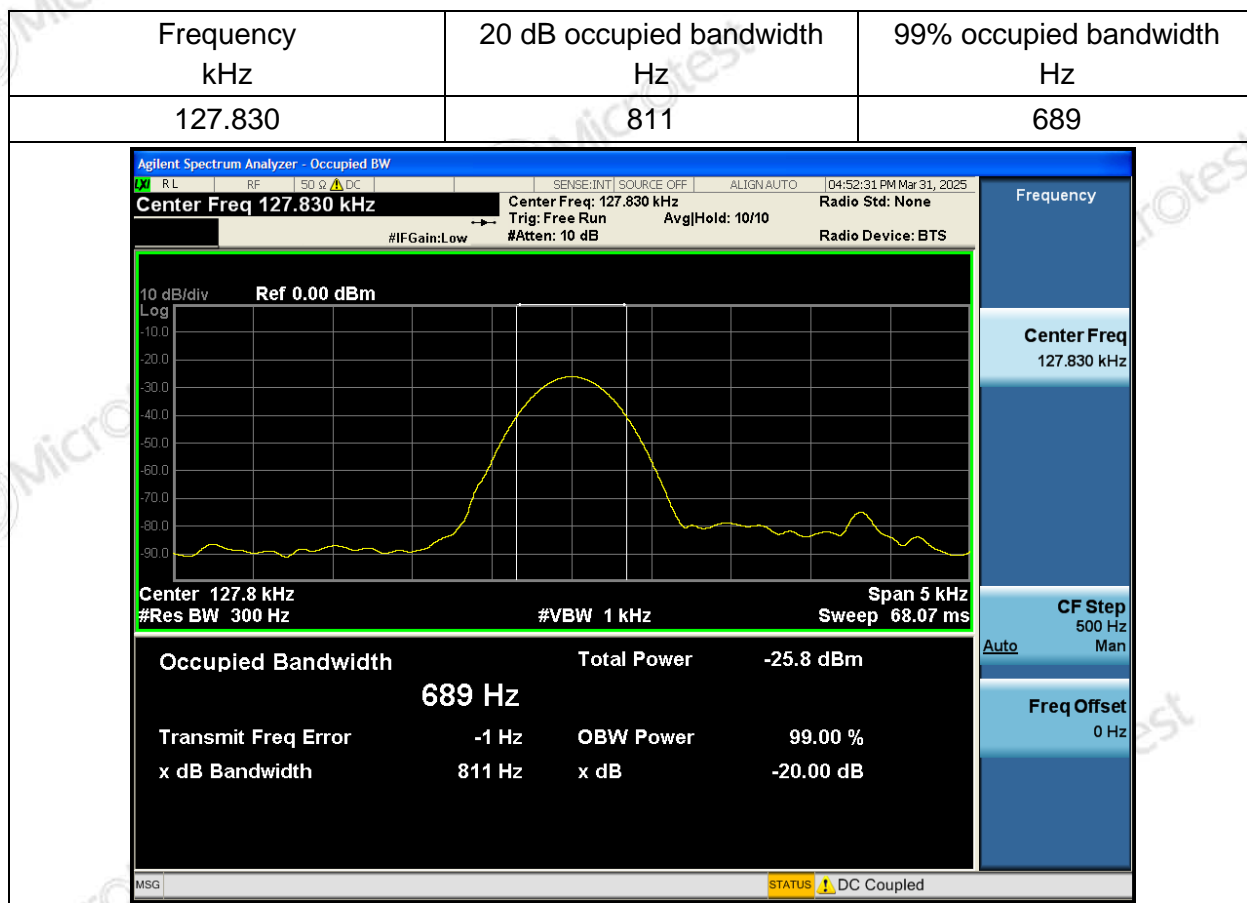 Frequency kHz | 20 dB occupied bandwidth Hz | 99% occupied bandwidth Hz
127.830 | 811 | 689
Microtest
Agilent Spectrum Analyzer - Occupied BW
LXI RL RF 50 Ω DC SENSE:INT SOURCE OFF ALIGN AUTO 04:52:31 PM Mar 31, 2025
Center Freq 127.830 kHz
Center Freq: 127.830 kHz Radio Std: None
Trig: Free Run Avg|Hold: 10/10
#IFGain:Low #Atten: 10 dB Radio Device: BTS
10 dB/div Ref 0.00 dBm
Log
-10.0
-20.0
-30.0
-40.0
-50.0
-60.0
-70.0
-80.0
-90.0
Center 127.8 kHz Span 5 kHz
#Res BW 300 Hz #VBW 1 kHz Sweep 68.07 ms
Occupied Bandwidth Total Power -25.8 dBm
689 Hz
Transmit Freq Error -1 Hz OBW Power 99.00 %
x dB Bandwidth 811 Hz x dB -20.00 dB
Frequency
Center Freq
127.830 kHz
CF Step
500 Hz
Auto Man
Freq Offset
0 Hz
MSG STATUS DC Coupled